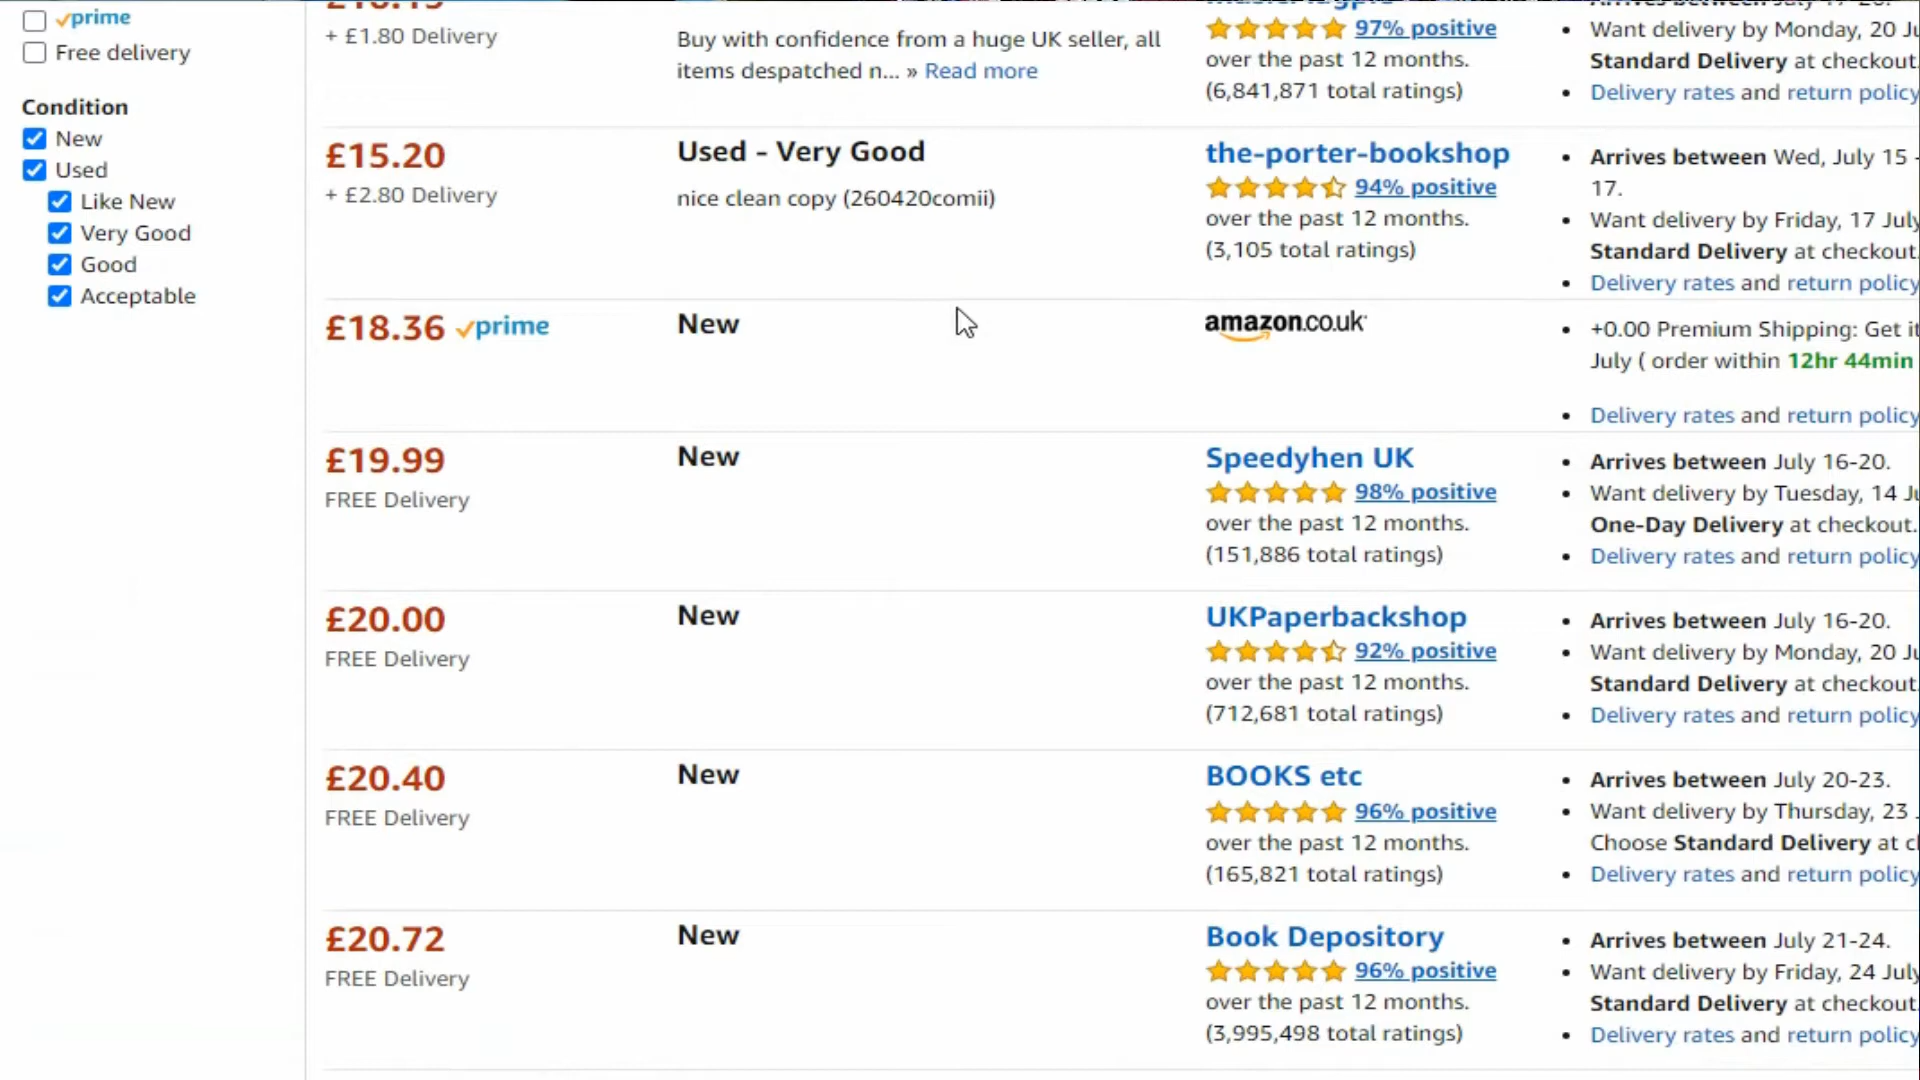 prime
Free delivery
Condition
New
Used
Like New
Very Good
Good
Acceptable
+ £1.80 Delivery
Buy with confidence from a huge UK seller, all
items despatched n... » Read more
97% positive
over the past 12 months.
(6,841,871 total ratings)
Want delivery by Monday, 20
Standard Delivery at checkout.
Delivery rates and return policy
£15.20
+ £2.80 Delivery
Used - Very Good
nice clean copy (260420comii)
the-porter-bookshop
94% positive
over the past 12 months.
(3,105 total ratings)
Arrives between Wed, July 15 -
17.
Want delivery by Friday, 17 July
Standard Delivery at checkout.
Delivery rates and return policy
£18.36 prime
New
amazon.co.uk
+0.00 Premium Shipping: Get it
July ( order within 12hr 44min
Delivery rates and return policy
£19.99
FREE Delivery
New
Speedyhen UK
98% positive
over the past 12 months.
(151,886 total ratings)
Arrives between July 16-20.
Want delivery by Tuesday, 14
One-Day Delivery at checkout.
Delivery rates and return policy
£20.00
FREE Delivery
New
UKPaperbackshop
92% positive
over the past 12 months.
(712,681 total ratings)
Arrives between July 16-20.
Want delivery by Monday, 20
Standard Delivery at checkout.
Delivery rates and return policy
£20.40
FREE Delivery
New
BOOKS etc
96% positive
over the past 12 months.
(165,821 total ratings)
Arrives between July 20-23.
Want delivery by Thursday, 23
Choose Standard Delivery at
Delivery rates and return policy
£20.72
FREE Delivery
New
Book Depository
96% positive
over the past 12 months.
(3,995,498 total ratings)
Arrives between July 21-24.
Want delivery by Friday, 24 July
Standard Delivery at checkout.
Delivery rates and return policy